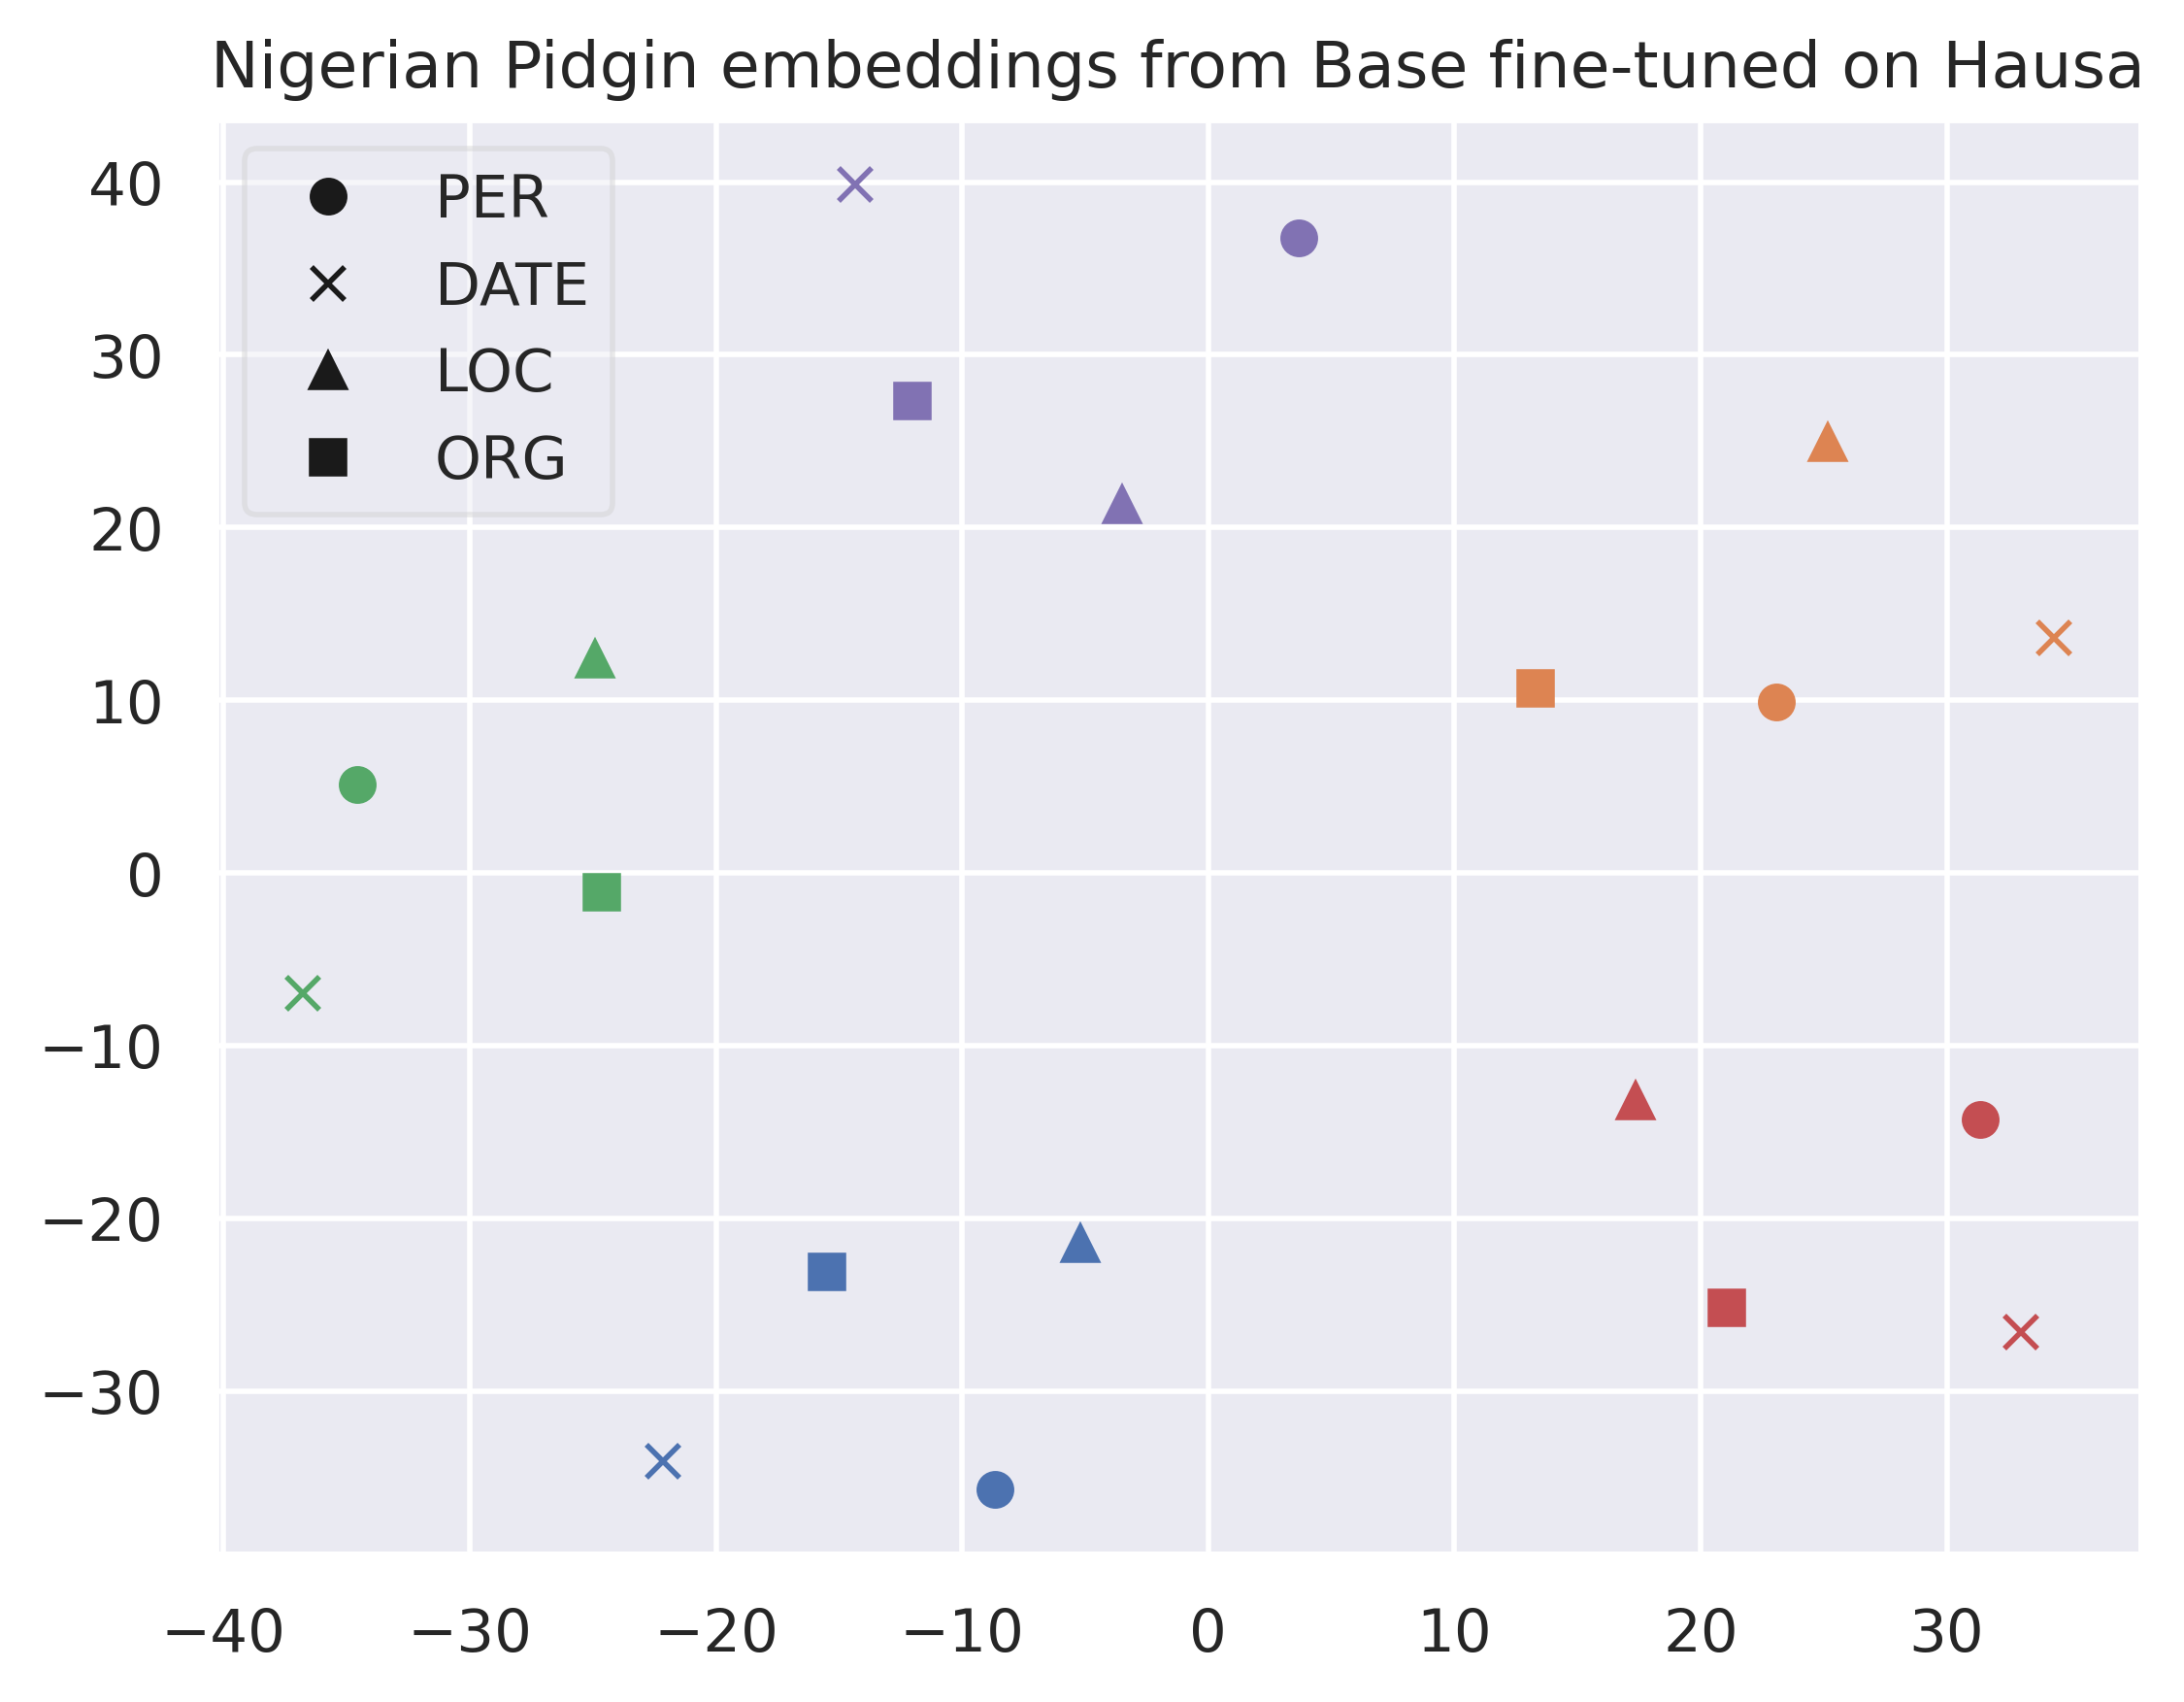 Nigerian Pidgin embeddings from Base fine-tuned on Hausa
PER
DATE
LOC
ORG
40
30
20
10
0
−10
−20
−30
−40 −30 −20 −10 0 10 20 30